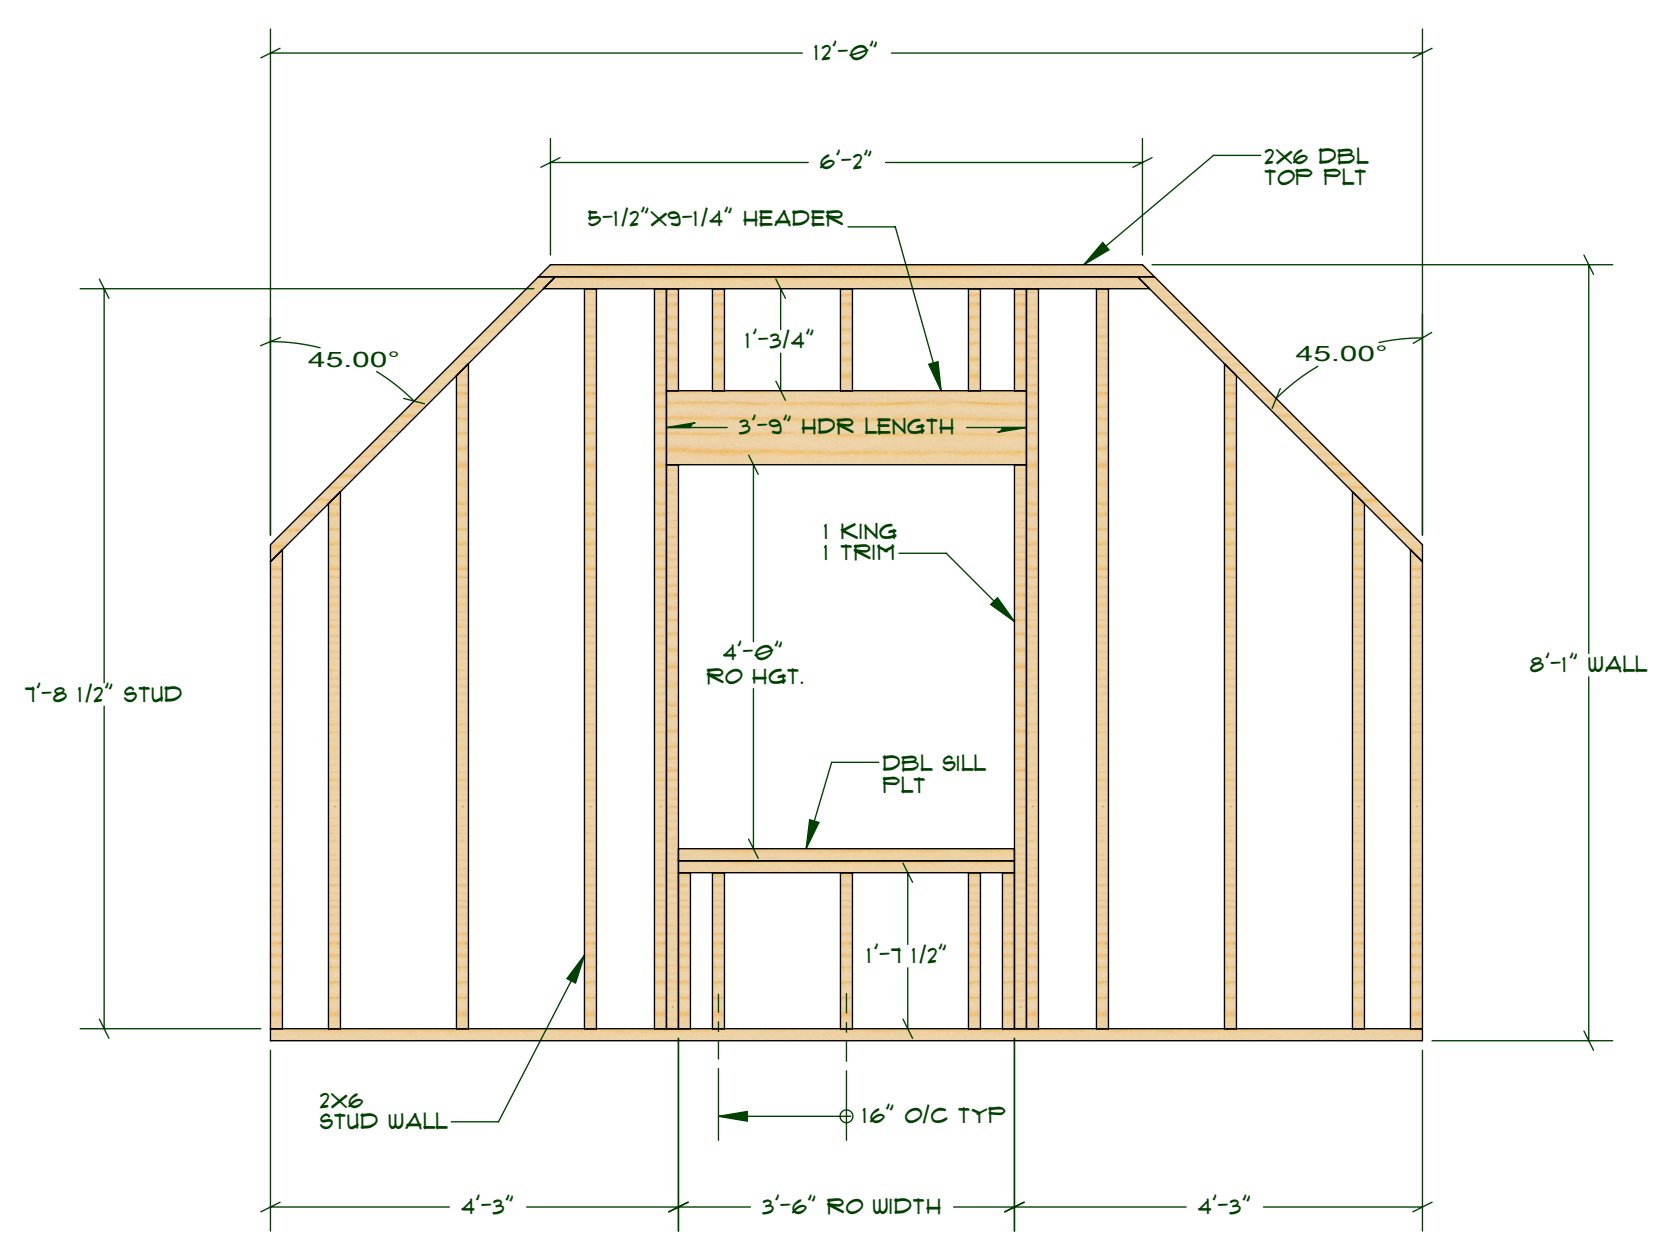 12'-0"
6'-2"
2X6 DBL
TOP PLT
5-1/2"X9-1/4" HEADER
1'-3/4"
45.00°
45.00°
3'-9" HDR LENGTH
1 KING
1 TRIM
4'-0"
RO HGT.
8'-1" WALL
7'-8 1/2" STUD
DBL SILL
PLT
1'-7 1/2"
2X6
STUD WALL
16" O/C TYP
4'-3"
3'-6" RO WIDTH
4'-3"